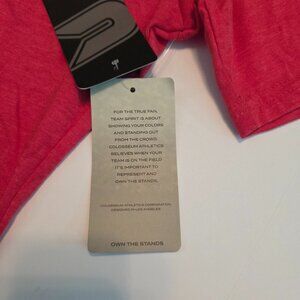 FOR THE TRUE FAN,
TEAM SPIRIT IS ABOUT
SHOWING YOUR COLORS
AND STANDING OUT
FROM THE CROWD.
COLOSSEUM ATHLETICS
BELIEVES WHEN YOUR
TEAM IS ON THE FIELD
IT'S IMPORTANT TO
REPRESENT AND
OWN THE STANDS.
COLOSSEUM ATHLETICS CORPORATION
DESIGNED IN LOS ANGELES
OWN THE STANDS